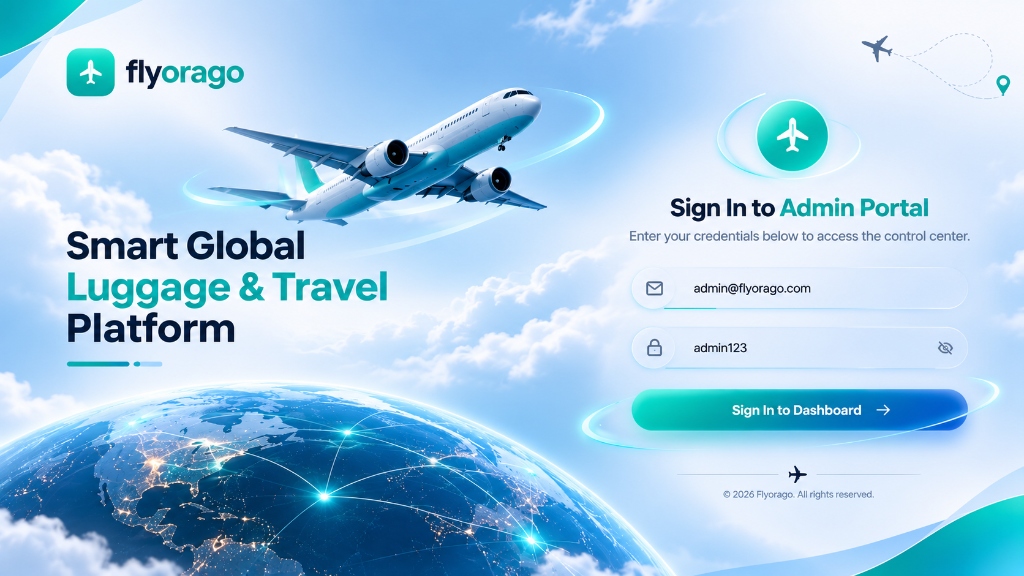 flyorago
Smart Global
Luggage & Travel
Platform
Sign In to Admin Portal
Enter your credentials below to access the control center.
admin@flyorago.com
admin123
Sign In to Dashboard
© 2026 Flyorago. All rights reserved.